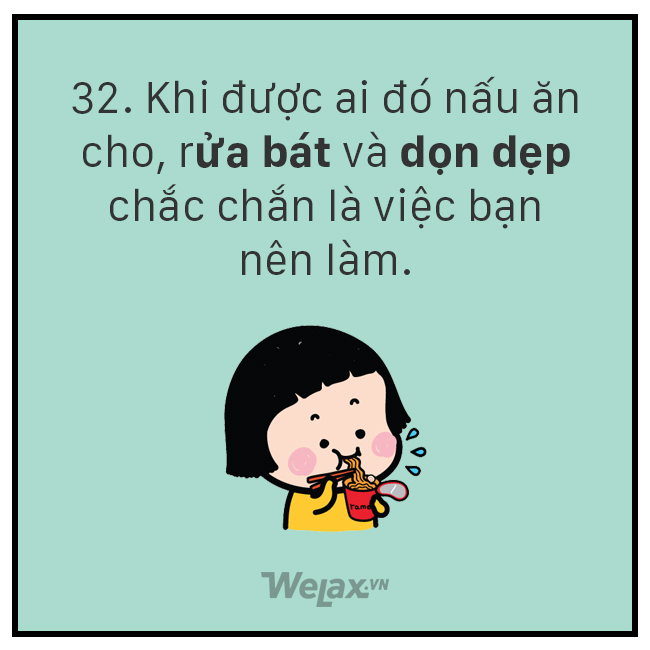 32. Khi được ai đó nấu ăn
cho, rửa bát và dọn dẹp
chắc chắn là việc bạn
nên làm.
WeLax.VN